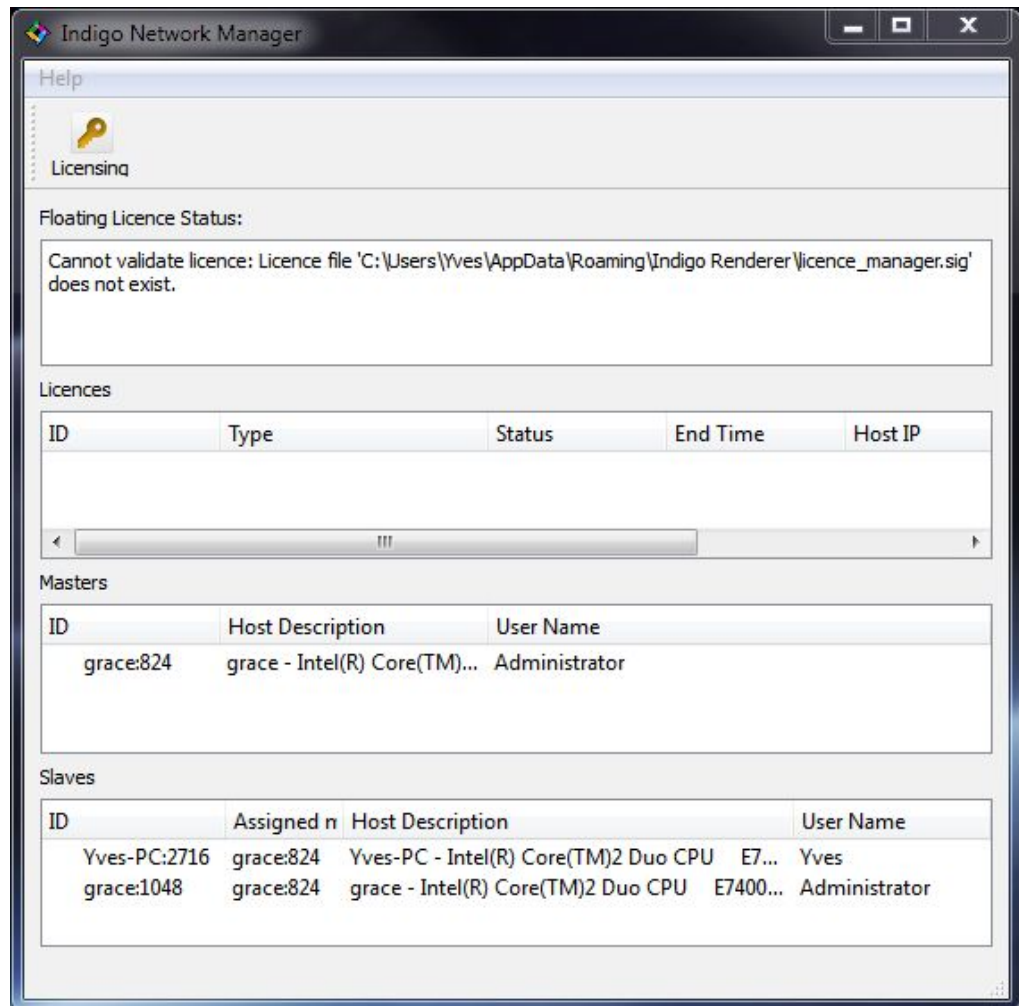 Indigo Network Manager
Help
Licensing
Floating Licence Status:
Cannot validate licence: Licence file 'C:\Users\Yves\AppData\Roaming\Indigo Renderer\licence_manager.sig'
does not exist.
Licences
ID Type Status End Time Host IP
Masters
ID Host Description User Name
grace:824 grace - Intel(R) Core(TM)... Administrator
Slaves
ID Assigned n Host Description User Name
Yves-PC:2716 grace:824 Yves-PC - Intel(R) Core(TM)2 Duo CPU E7... Yves
grace:1048 grace:824 grace - Intel(R) Core(TM)2 Duo CPU E7400... Administrator